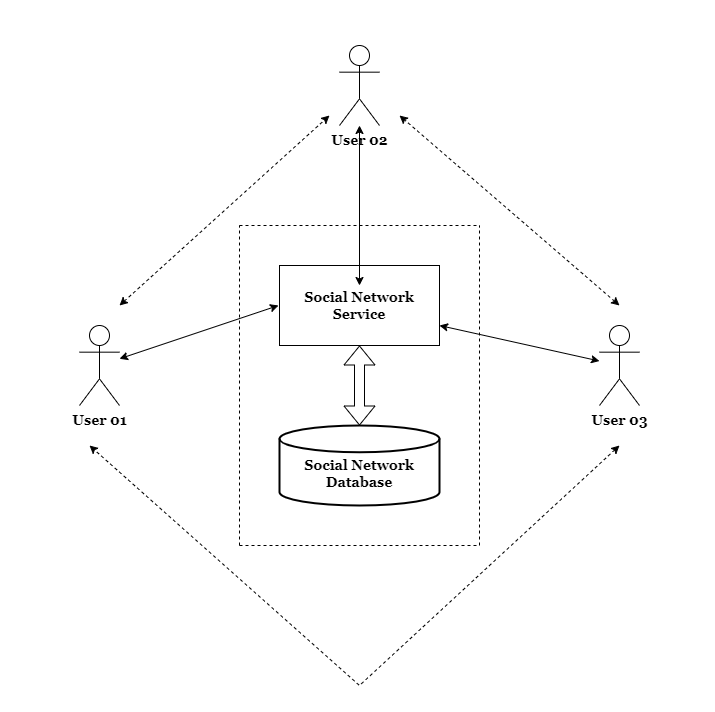 User 02
Social Network
Service
User 01
User 03
Social Network
Database